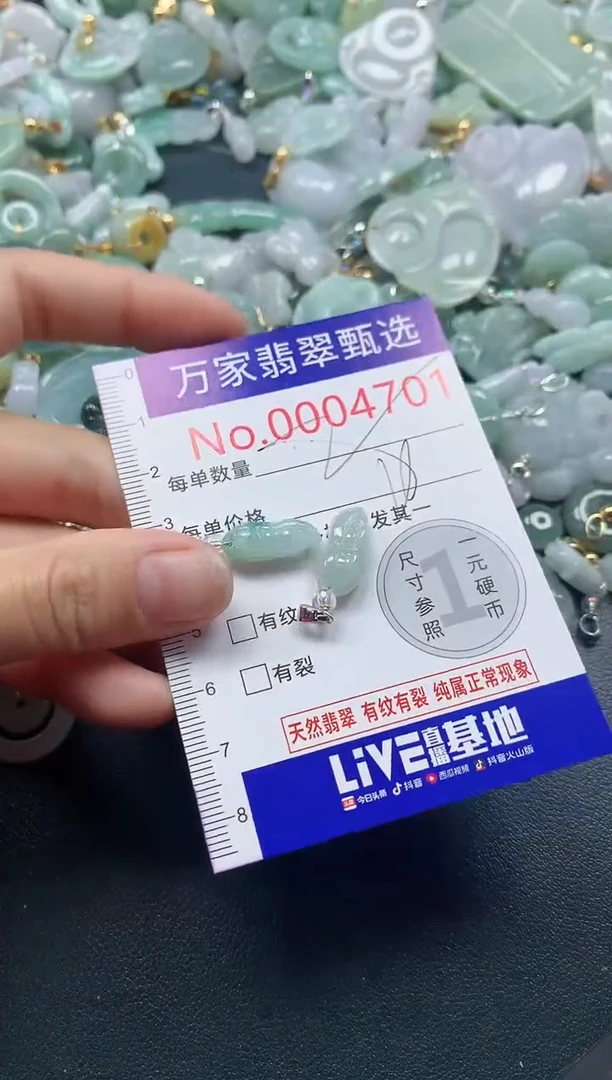 万家翡翠甄选
No.0004701
每单数量
每单价格
发其一
尺寸参照
1
一元硬币
有纹
有裂
天然翡翠 有纹有裂 纯属正常现象
LiVE直播基地
今日头条 抖音 西瓜视频 抖音火山版
0
1
2
3
5
6
7
8